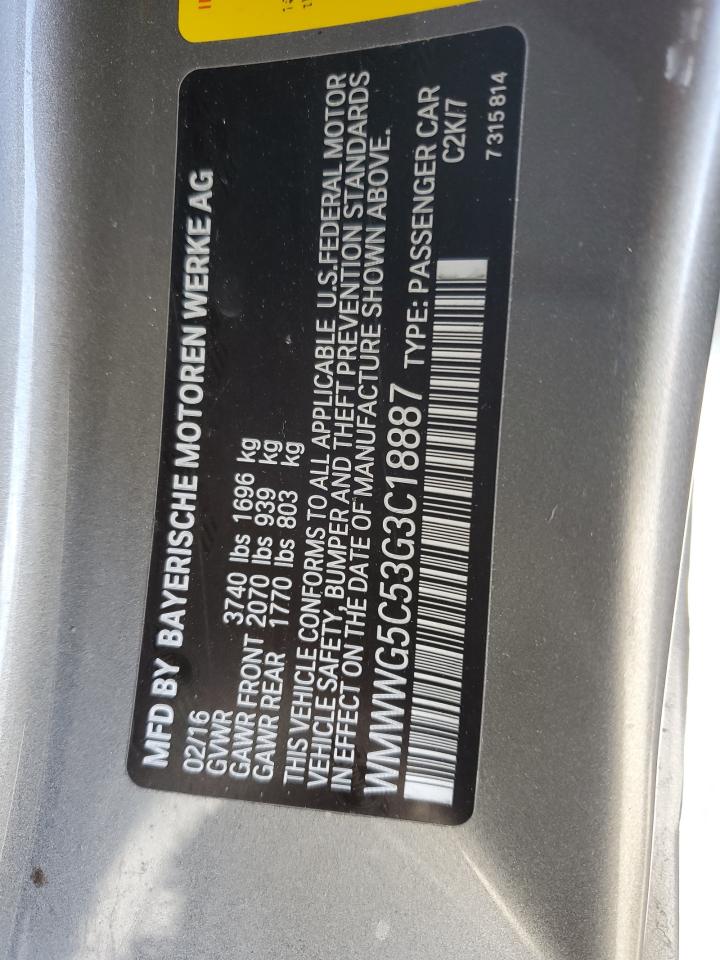 MFD BY BAYERISCHE MOTOREN WERKE AG
02/16
GVWR 3740 lbs 1696 kg
GAWR FRONT 2070 lbs 939 kg
GAWR REAR 1770 lbs 803 kg
THIS VEHICLE CONFORMS TO ALL APPLICABLE U.S.FEDERAL MOTOR
VEHICLE SAFETY, BUMPER AND THEFT PREVENTION STANDARDS
IN EFFECT ON THE DATE OF MANUFACTURE SHOWN ABOVE.
WMWWG5C53G3C18887 TYPE: PASSENGER CAR
C2K/7
7 315 814